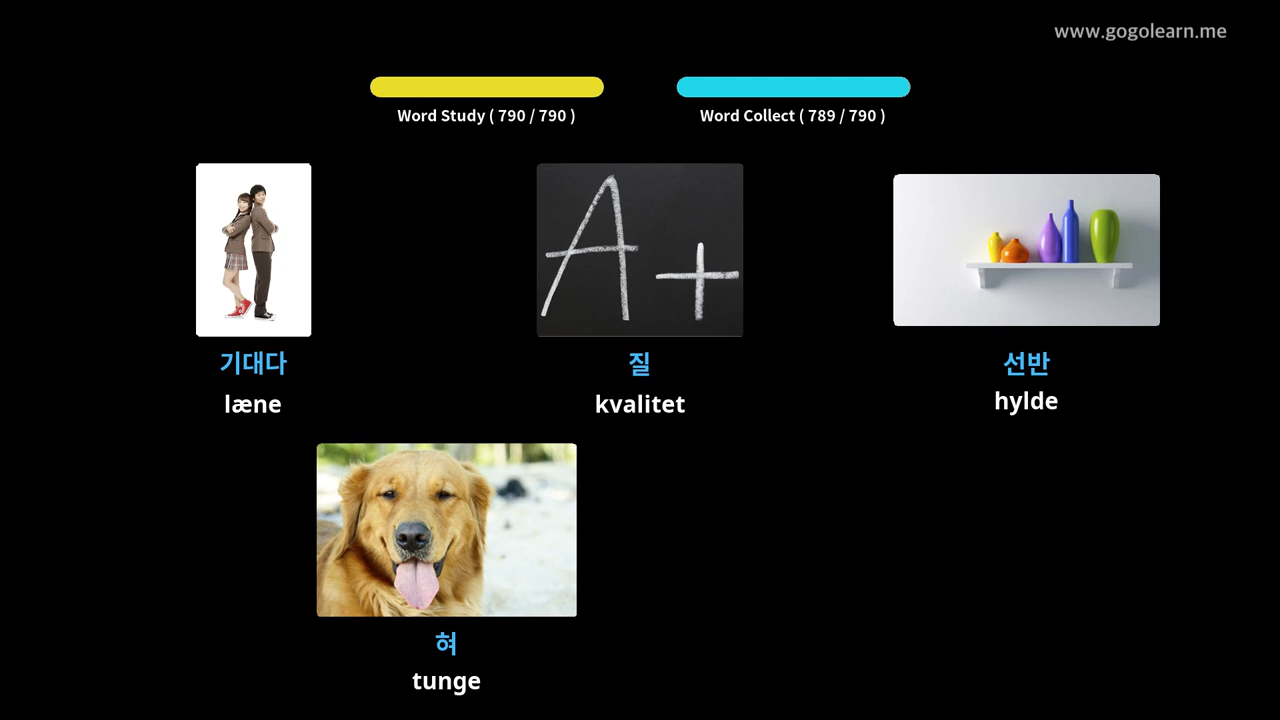 www.gogolearn.me
Word Study ( 790 / 790 )
Word Collect ( 789 / 790 )
A+
기대다
læne
질
kvalitet
선반
hylde
혀
tunge